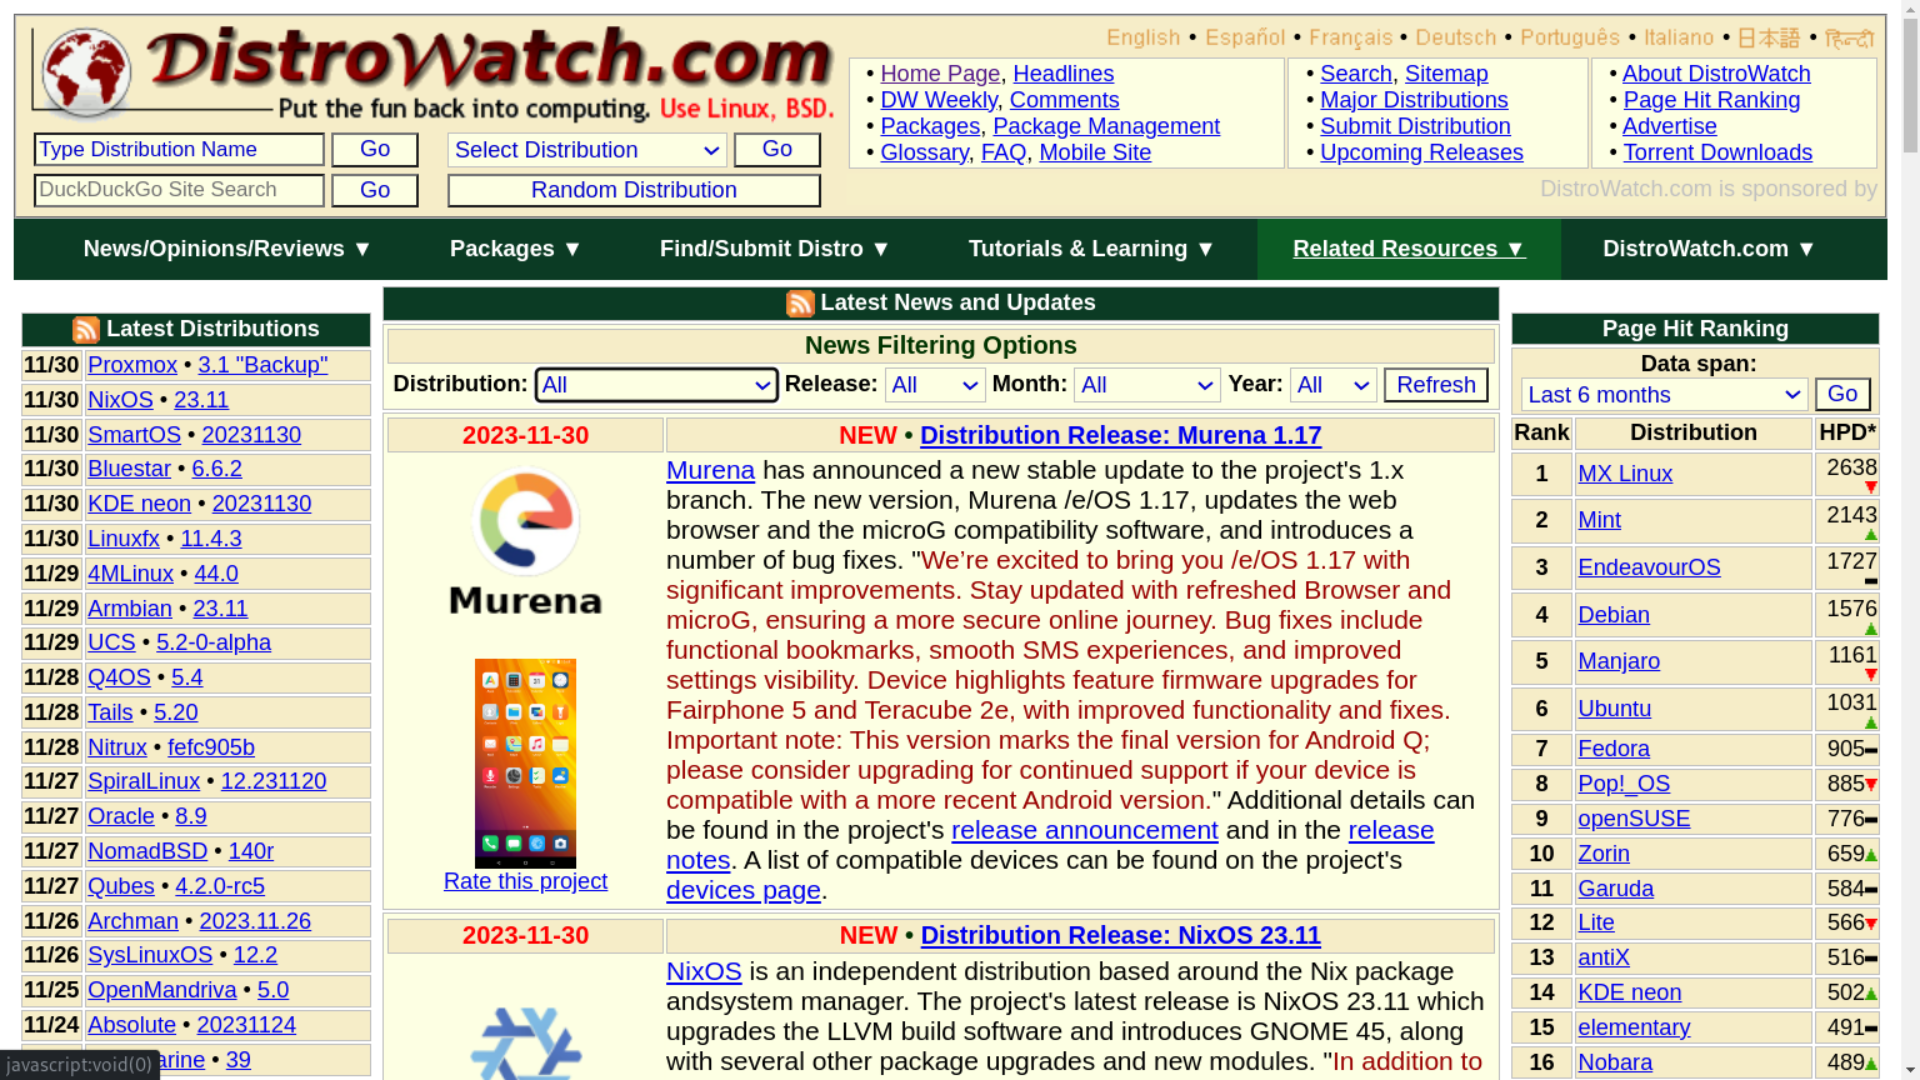 DistroWatch.com
Put the fun back into computing. Use Linux, BSD.
English • Español • Français • Deutsch • Português • Italiano • 日本語 • हिन्दी
• Home Page, Headlines
• DW Weekly, Comments
• Packages, Package Management
• Glossary, FAQ, Mobile Site
• Search, Sitemap
• Major Distributions
• Submit Distribution
• Upcoming Releases
• About DistroWatch
• Page Hit Ranking
• Advertise
• Torrent Downloads
Type Distribution Name Go Select Distribution Go
DuckDuckGo Site Search Go Random Distribution
DistroWatch.com is sponsored by
News/Opinions/Reviews ▼ Packages ▼ Find/Submit Distro ▼ Tutorials & Learning ▼ Related Resources ▼ DistroWatch.com ▼
Latest Distributions
11/30 Proxmox • 3.1 "Backup"
11/30 NixOS • 23.11
11/30 SmartOS • 20231130
11/30 Bluestar • 6.6.2
11/30 KDE neon • 20231130
11/30 Linuxfx • 11.4.3
11/29 4MLinux • 44.0
11/29 Armbian • 23.11
11/29 UCS • 5.2-0-alpha
11/28 Q4OS • 5.4
11/28 Tails • 5.20
11/28 Nitrux • fefc905b
11/27 SpiralLinux • 12.231120
11/27 Oracle • 8.9
11/27 NomadBSD • 140r
11/27 Qubes • 4.2.0-rc5
11/26 Archman • 2023.11.26
11/26 SysLinuxOS • 12.2
11/25 OpenMandriva • 5.0
11/24 Absolute • 20231124
arine • 39
javascript:void(0)
Latest News and Updates
News Filtering Options
Distribution: All Release: All Month: All Year: All Refresh
2023-11-30 NEW • Distribution Release: Murena 1.17
Murena
Rate this project
Murena has announced a new stable update to the project's 1.x
branch. The new version, Murena /e/OS 1.17, updates the web
browser and the microG compatibility software, and introduces a
number of bug fixes. "We’re excited to bring you /e/OS 1.17 with
significant improvements. Stay updated with refreshed Browser and
microG, ensuring a more secure online journey. Bug fixes include
functional bookmarks, smooth SMS experiences, and improved
settings visibility. Device highlights feature firmware upgrades for
Fairphone 5 and Teracube 2e, with improved functionality and fixes.
Important note: This version marks the final version for Android Q;
please consider upgrading for continued support if your device is
compatible with a more recent Android version." Additional details can
be found in the project's release announcement and in the release
notes. A list of compatible devices can be found on the project's
devices page.
2023-11-30 NEW • Distribution Release: NixOS 23.11
NixOS is an independent distribution based around the Nix package
andsystem manager. The project's latest release is NixOS 23.11 which
upgrades the LLVM build software and introduces GNOME 45, along
with several other package upgrades and new modules. "In addition to
Page Hit Ranking
Data span:
Last 6 months Go
Rank Distribution HPD*
1 MX Linux 2638
2 Mint 2143
3 EndeavourOS 1727
4 Debian 1576
5 Manjaro 1161
6 Ubuntu 1031
7 Fedora 905
8 Pop!_OS 885
9 openSUSE 776
10 Zorin 659
11 Garuda 584
12 Lite 566
13 antiX 516
14 KDE neon 502
15 elementary 491
16 Nobara 489